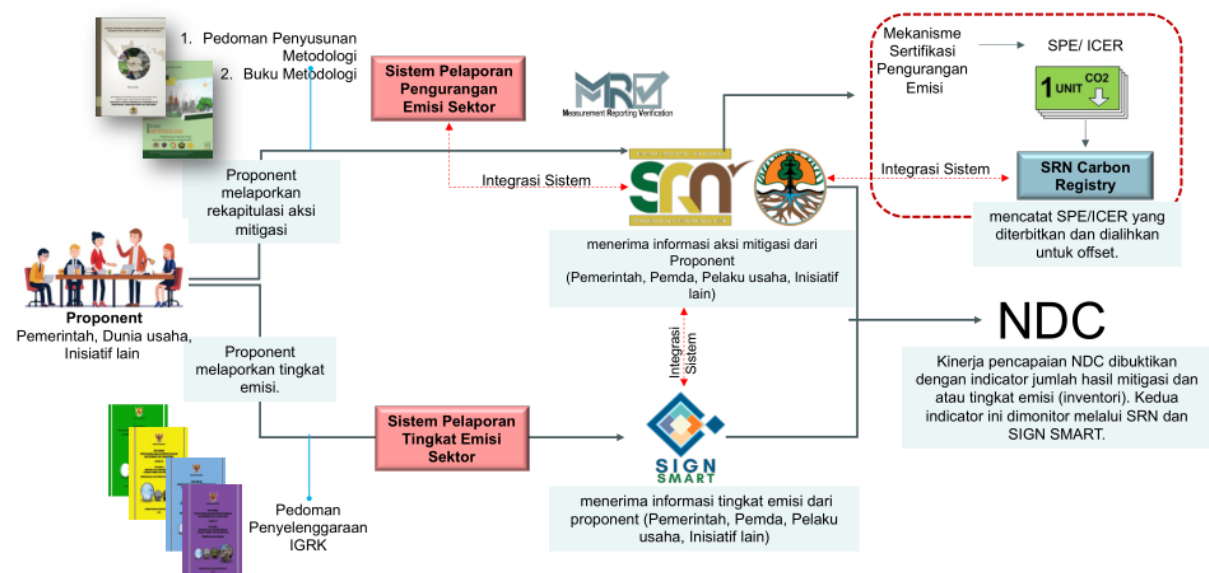 1. Pedoman Penyusunan
Metodologi
2. Buku Metodologi
Sistem Pelaporan
Pengurangan
Emisi Sektor
MRV
Measurement Reporting Verification
Mekanisme
Sertifikasi
Pengurangan
Emisi
SPE/ ICER
1 UNIT CO2
Integrasi Sistem
SRN Carbon
Registry
mencatat SPE/ICER yang
diterbitkan dan dialihkan
untuk offset.
Proponent
melaporkan
rekapitulasi aksi
mitigasi
Integrasi Sistem
SRN
menerima informasi aksi mitigasi dari
Proponent
(Pemerintah, Pemda, Pelaku usaha, Inisiatif
lain)
Proponent
Pemerintah, Dunia usaha,
Inisiatif lain
Integrasi
Sistem
NDC
Kinerja pencapaian NDC dibuktikan
dengan indicator jumlah hasil mitigasi dan
atau tingkat emisi (inventori). Kedua
indicator ini dimonitor melalui SRN dan
SIGN SMART.
Proponent
melaporkan tingkat
emisi.
Sistem Pelaporan
Tingkat Emisi
Sektor
SIGN
SMART
menerima informasi tingkat emisi dari
proponent (Pemerintah, Pemda, Pelaku
usaha, Inisiatif lain)
Pedoman
Penyelenggaraan
IGRK